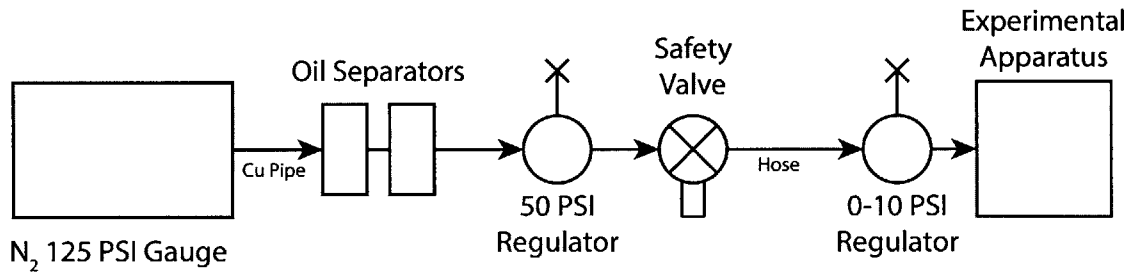 Oil Separators
Safety
Valve
Experimental
Apparatus
Cu Pipe
Hose
50 PSI
Regulator
0-10 PSI
Regulator
N₂ 125 PSI Gauge